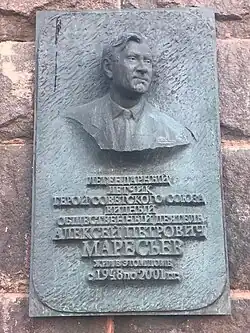 ЛЕГЕНДАРНЫЙ
ЛЕТЧИК
ГЕРОЙ СОВЕТСКОГО СОЮЗА
ВИДНЫЙ
ОБЩЕСТВЕННЫЙ ДЕЯТЕЛЬ
АЛЕКСЕЙ ПЕТРОВИЧ
МАРЕСЬЕВ
ЖИЛ В ЭТОМ ДОМЕ
с 1948 по 2001 гг.